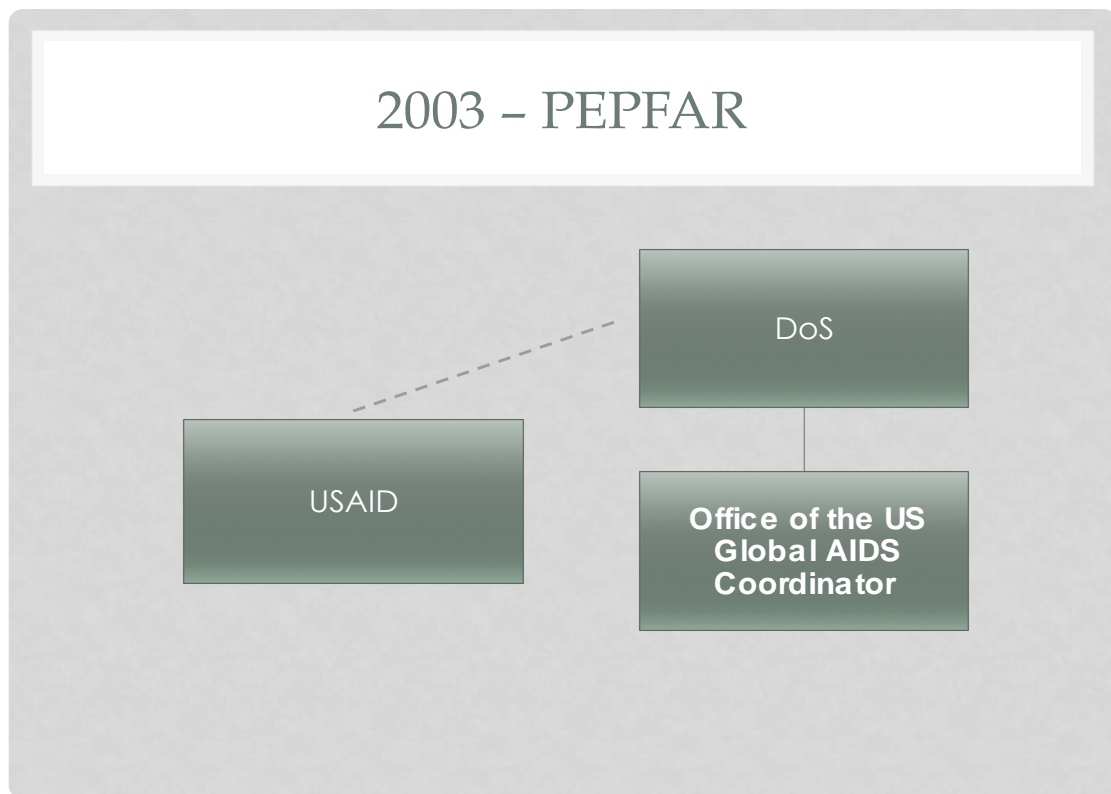 2003 – PEPFAR
DoS
USAID
Office of the US
Global AIDS
Coordinator